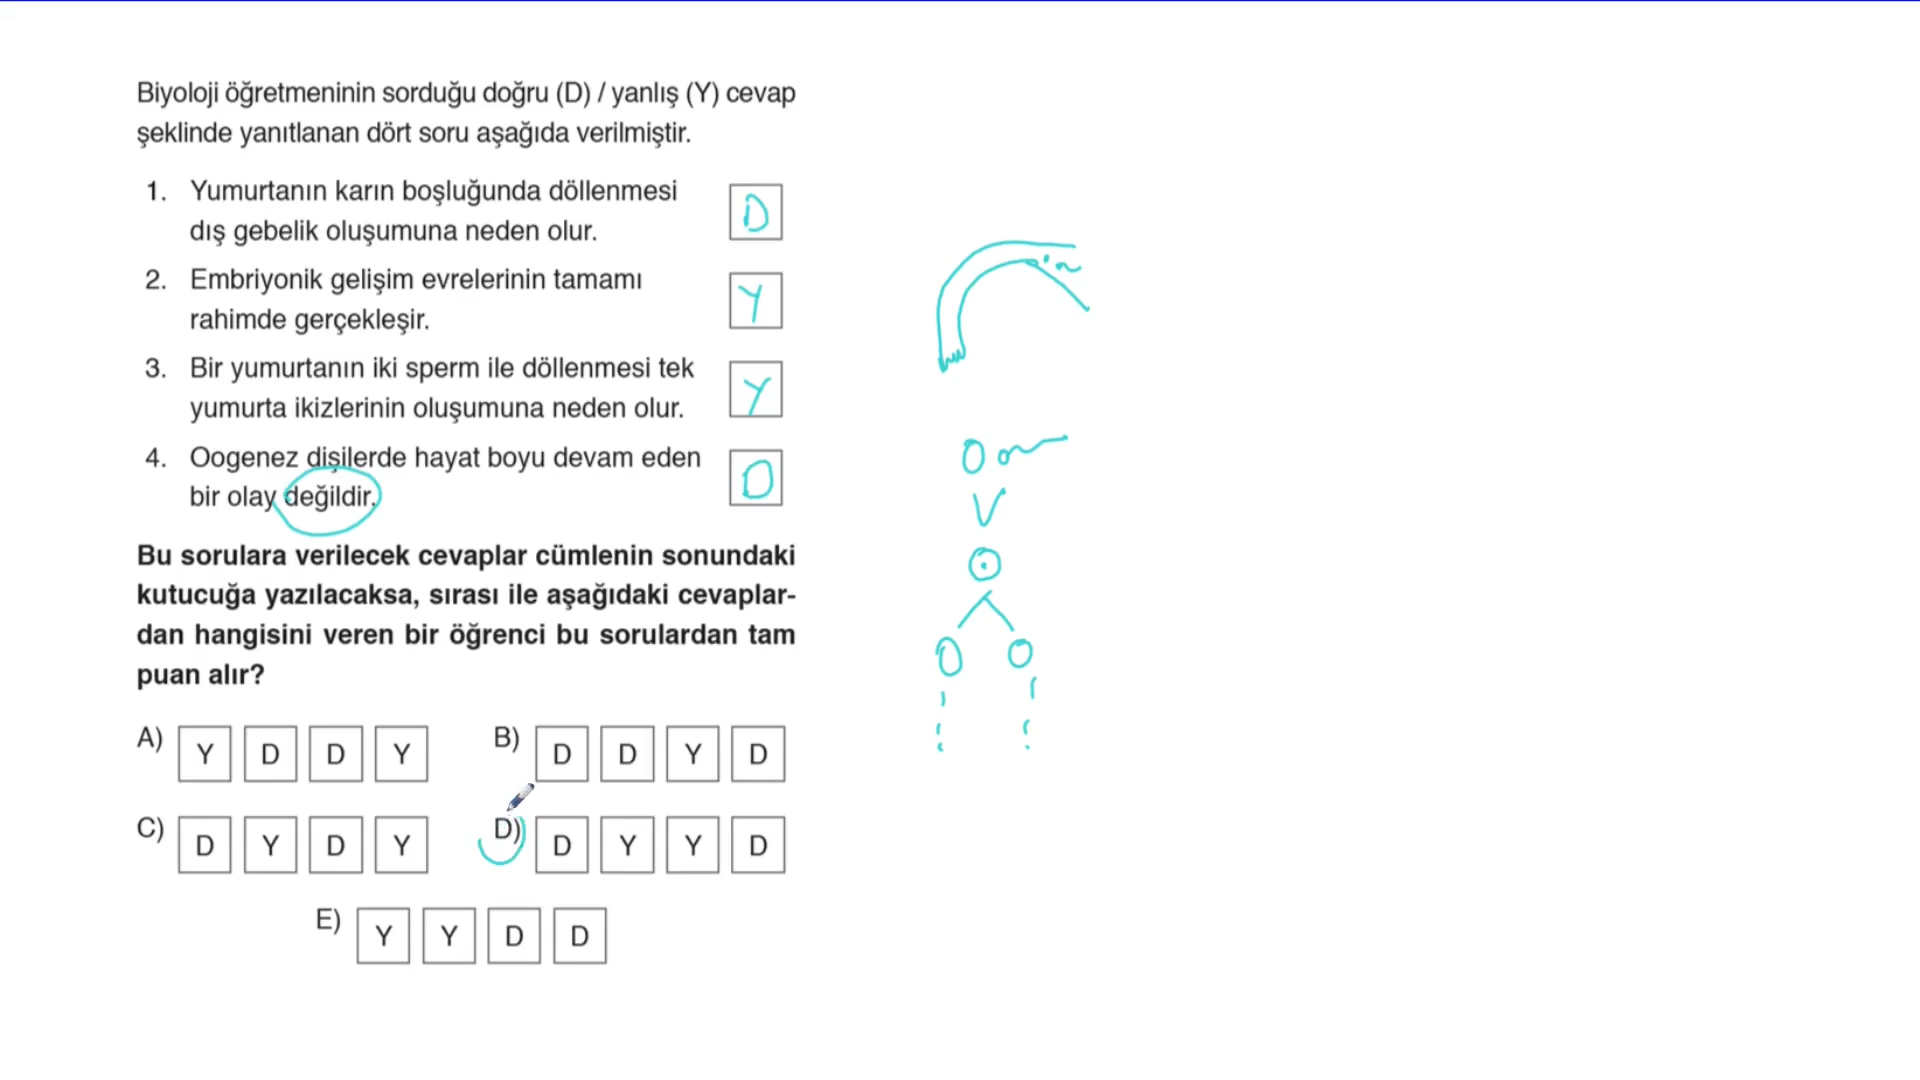 Biyoloji öğretmeninin sorduğu doğru (D) / yanlış (Y) cevap
şeklinde yanıtlanan dört soru aşağıda verilmiştir.
1. Yumurtanın karın boşluğunda döllenmesi
dış gebelik oluşumuna neden olur. D
2. Embriyonik gelişim evrelerinin tamamı
rahimde gerçekleşir. Y
3. Bir yumurtanın iki sperm ile döllenmesi tek
yumurta ikizlerinin oluşumuna neden olur. Y
4. Oogenez dişilerde hayat boyu devam eden
bir olay değildir. D
Bu sorulara verilecek cevaplar cümlenin sonundaki
kutucuğa yazılacaksa, sırası ile aşağıdaki cevaplar-
dan hangisini veren bir öğrenci bu sorulardan tam
puan alır?
A) Y D D Y B) D D Y D
C) D Y D Y D) D Y Y D
E) Y Y D D